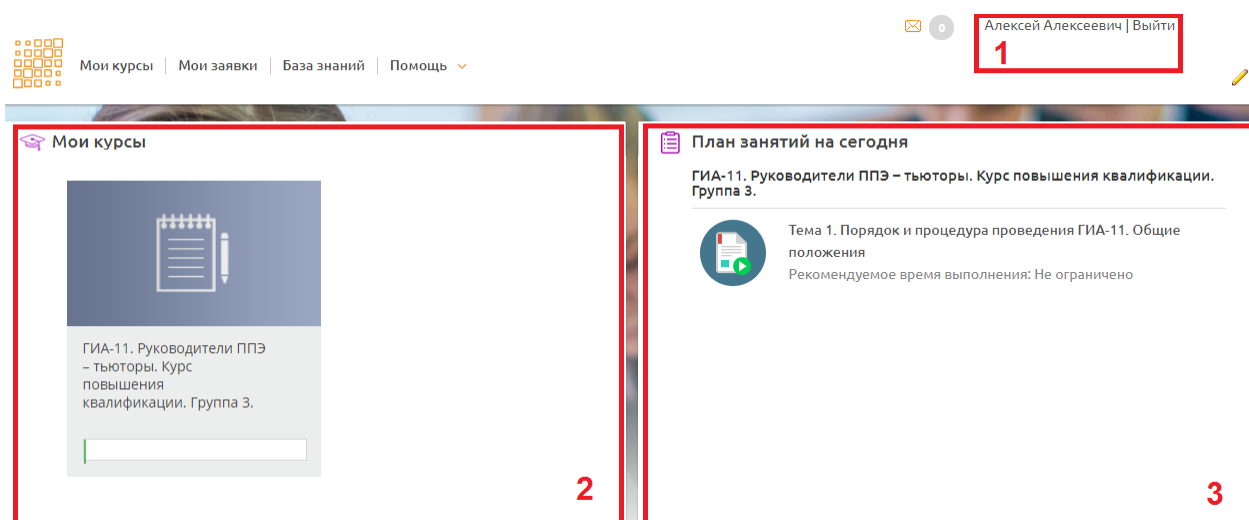 0
Алексей Алексеевич | Выйти
1
Мои курсы | Мои заявки | База знаний | Помощь
Мои курсы
ГИА-11. Руководители ППЭ
– тьюторы. Курс
повышения
квалификации. Группа 3.
2
План занятий на сегодня
ГИА-11. Руководители ППЭ – тьюторы. Курс повышения квалификации.
Группа 3.
Тема 1. Порядок и процедура проведения ГИА-11. Общие
положения
Рекомендуемое время выполнения: Не ограничено
3